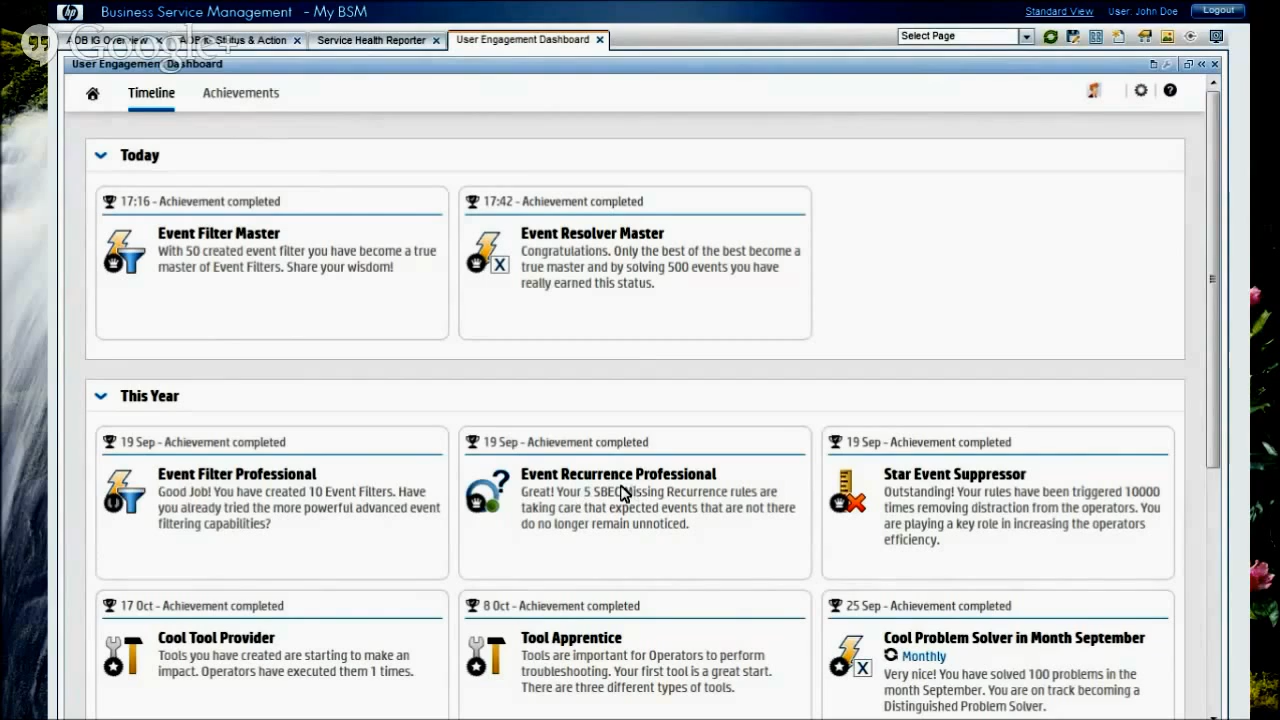 hp Business Service Management - My BSM
Standard View User: John Doe Logout
Google+
Status & Action
Service Health Reporter
User Engagement Dashboard
Select Page
User Engagement Dashboard
Timeline Achievements
Today
17:16 - Achievement completed
Event Filter Master
With 50 created event filter you have become a true
master of Event Filters. Share your wisdom!
17:42 - Achievement completed
Event Resolver Master
Congratulations. Only the best of the best become a
true master and by solving 500 events you have
really earned this status.
This Year
19 Sep - Achievement completed
Event Filter Professional
Good Job! You have created 10 Event Filters. Have
you already tried the more powerful advanced event
filtering capabilities?
19 Sep - Achievement completed
Event Recurrence Professional
Great! Your 5 SBEC Missing Recurrence rules are
taking care that expected events that are not there
do no longer remain unnoticed.
19 Sep - Achievement completed
Star Event Suppressor
Outstanding! Your rules have been triggered 10000
times removing distraction from the operators. You
are playing a key role in increasing the operators
efficiency.
17 Oct - Achievement completed
Cool Tool Provider
Tools you have created are starting to make an
impact. Operators have executed them 1 times.
8 Oct - Achievement completed
Tool Apprentice
Tools are important for Operators to perform
troubleshooting. Your first tool is a great start.
There are three different types of tools.
25 Sep - Achievement completed
Cool Problem Solver in Month September
Monthly
Very nice! You have solved 100 problems in the
month September. You are on track becoming a
Distinguished Problem Solver.